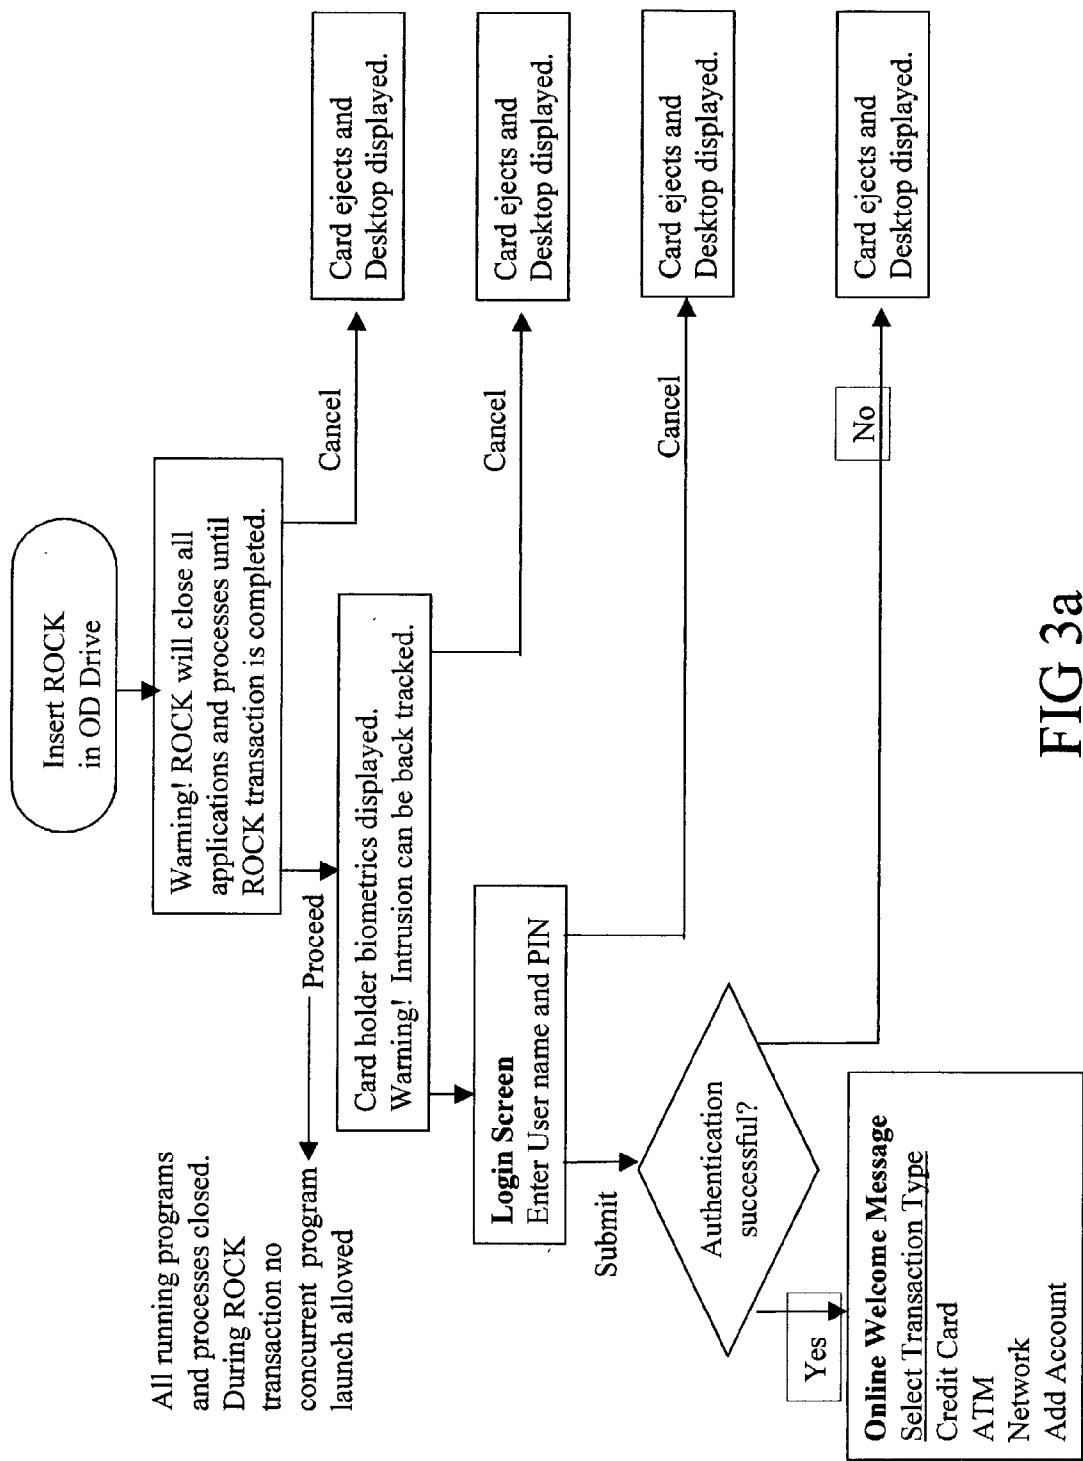 Insert ROCK
in OD Drive
Warning! ROCK will close all
applications and processes until
ROCK transaction is completed.
Cancel
Card ejects and
Desktop displayed.
Proceed
All running programs
and processes closed.
During ROCK
transaction no
concurrent program
launch allowed
Card holder biometrics displayed.
Warning! Intrusion can be back tracked.
Cancel
Card ejects and
Desktop displayed.
Login Screen
Enter User name and PIN
Cancel
Card ejects and
Desktop displayed.
Submit
Authentication
successful?
No
Card ejects and
Desktop displayed.
Yes
Online Welcome Message
Select Transaction Type
Credit Card
ATM
Network
Add Account
FIG 3a